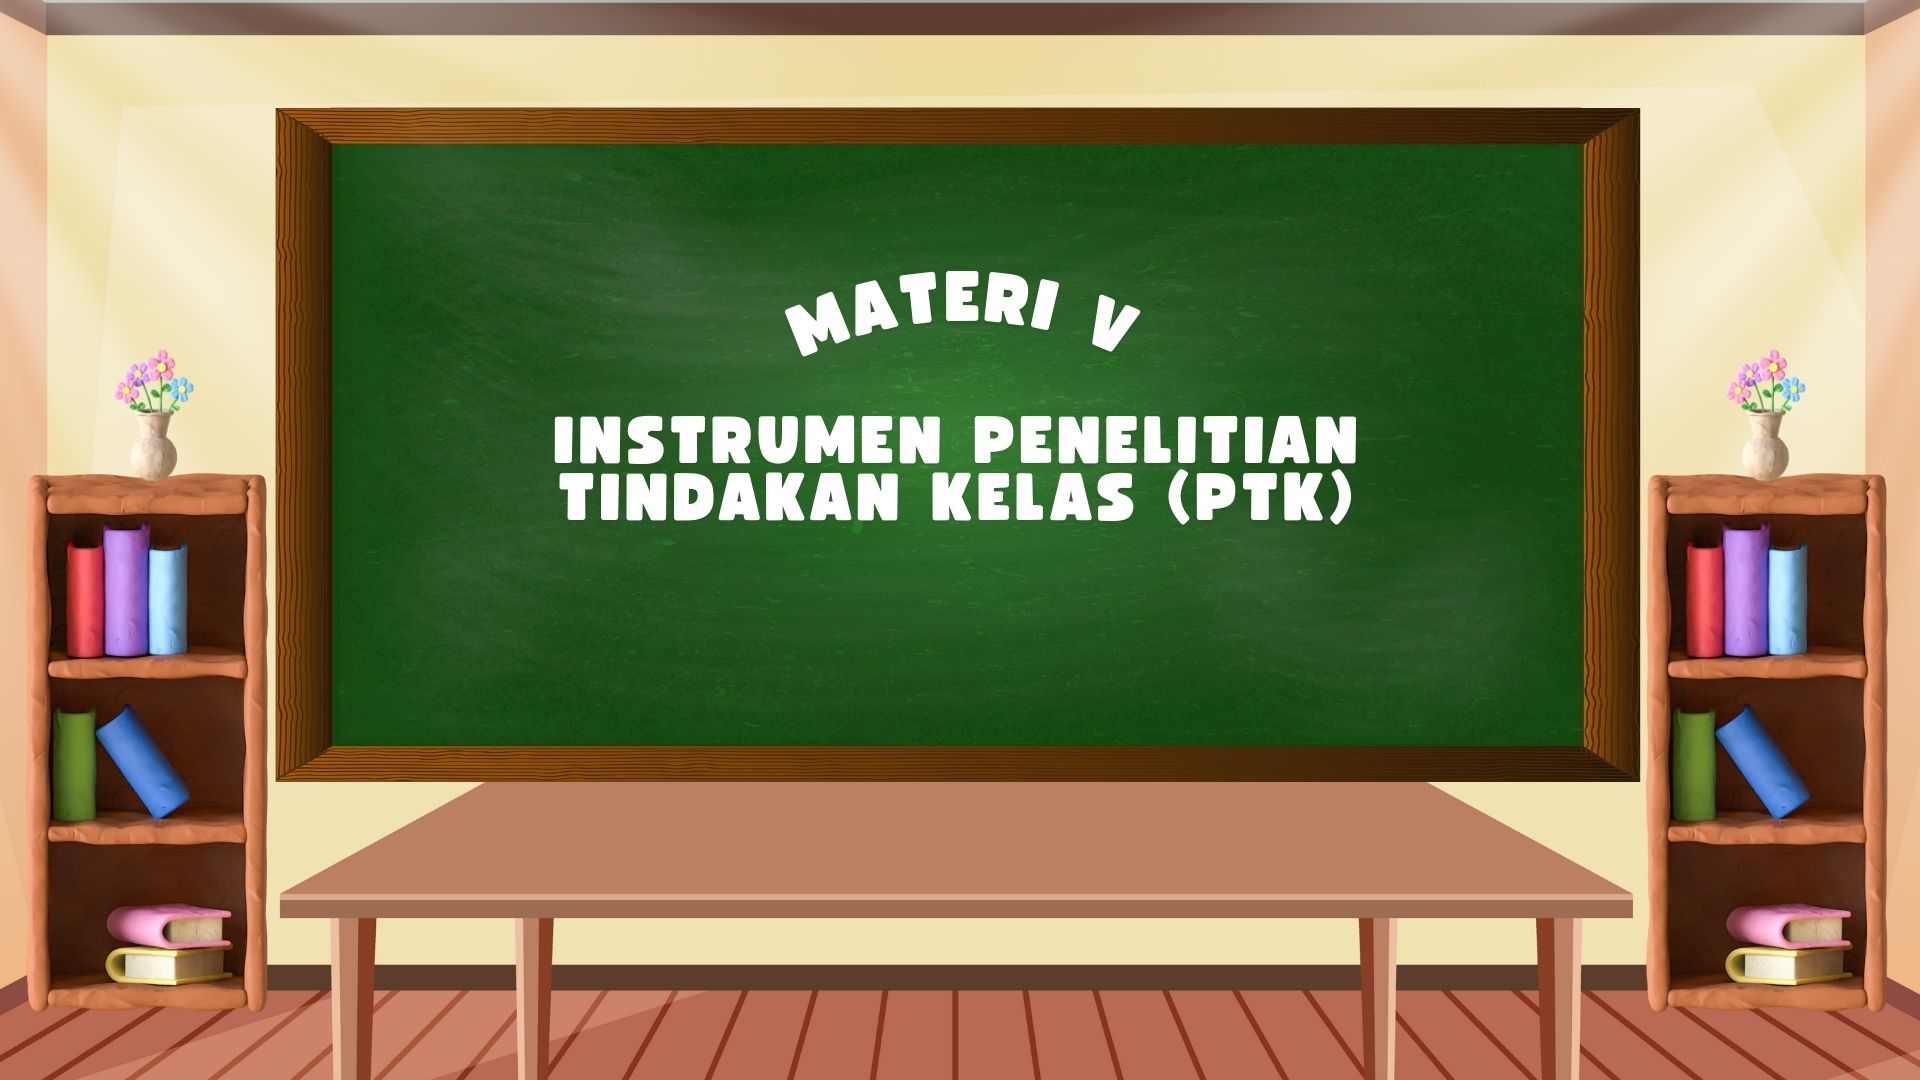 MATERI V
INSTRUMEN PENELITIAN
TINDAKAN KELAS (PTK)